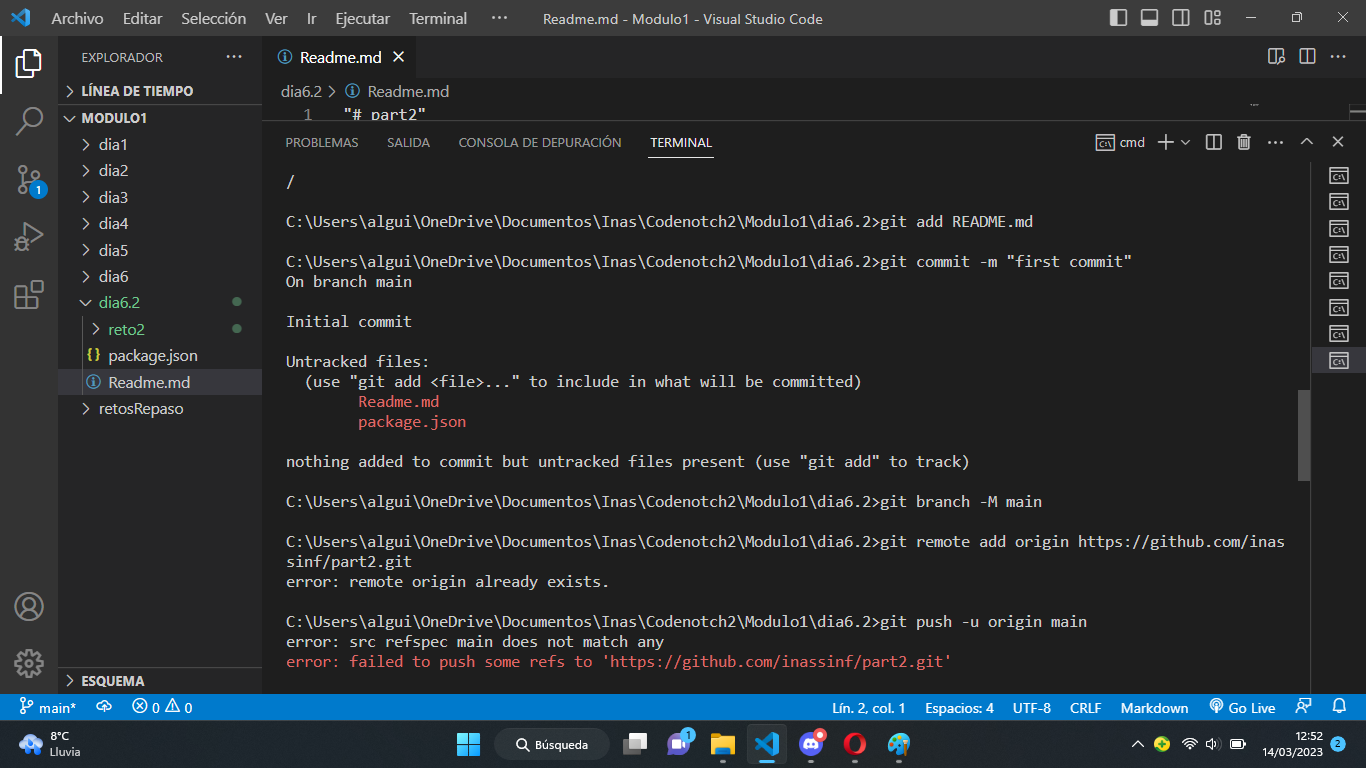 Archivo Editar Selección Ver Ir Ejecutar Terminal ··· Readme.md - Modulo1 - Visual Studio Code
EXPLORADOR ···
LÍNEA DE TIEMPO
MODULO1
dia1
dia2
dia3
dia4
dia5
dia6
dia6.2
reto2
{} package.json
Readme.md
retosRepaso
ESQUEMA
Readme.md
dia6.2 > Readme.md
1 "# part2"
PROBLEMAS SALIDA CONSOLA DE DEPURACIÓN TERMINAL cmd
/
C:\Users\algui\OneDrive\Documentos\Inas\Codenotch2\Modulo1\dia6.2>git add README.md
C:\Users\algui\OneDrive\Documentos\Inas\Codenotch2\Modulo1\dia6.2>git commit -m "first commit"
On branch main
Initial commit
Untracked files:
(use "git add <file>..." to include in what will be committed)
Readme.md
package.json
nothing added to commit but untracked files present (use "git add" to track)
C:\Users\algui\OneDrive\Documentos\Inas\Codenotch2\Modulo1\dia6.2>git branch -M main
C:\Users\algui\OneDrive\Documentos\Inas\Codenotch2\Modulo1\dia6.2>git remote add origin https://github.com/inas
sinf/part2.git
error: remote origin already exists.
C:\Users\algui\OneDrive\Documentos\Inas\Codenotch2\Modulo1\dia6.2>git push -u origin main
error: src refspec main does not match any
error: failed to push some refs to 'https://github.com/inassinf/part2.git'
1
main* 0 0 Lín. 2, col. 1 Espacios: 4 UTF-8 CRLF Markdown Go Live
8°C
Lluvia
Búsqueda
1
12:52
14/03/2023
2